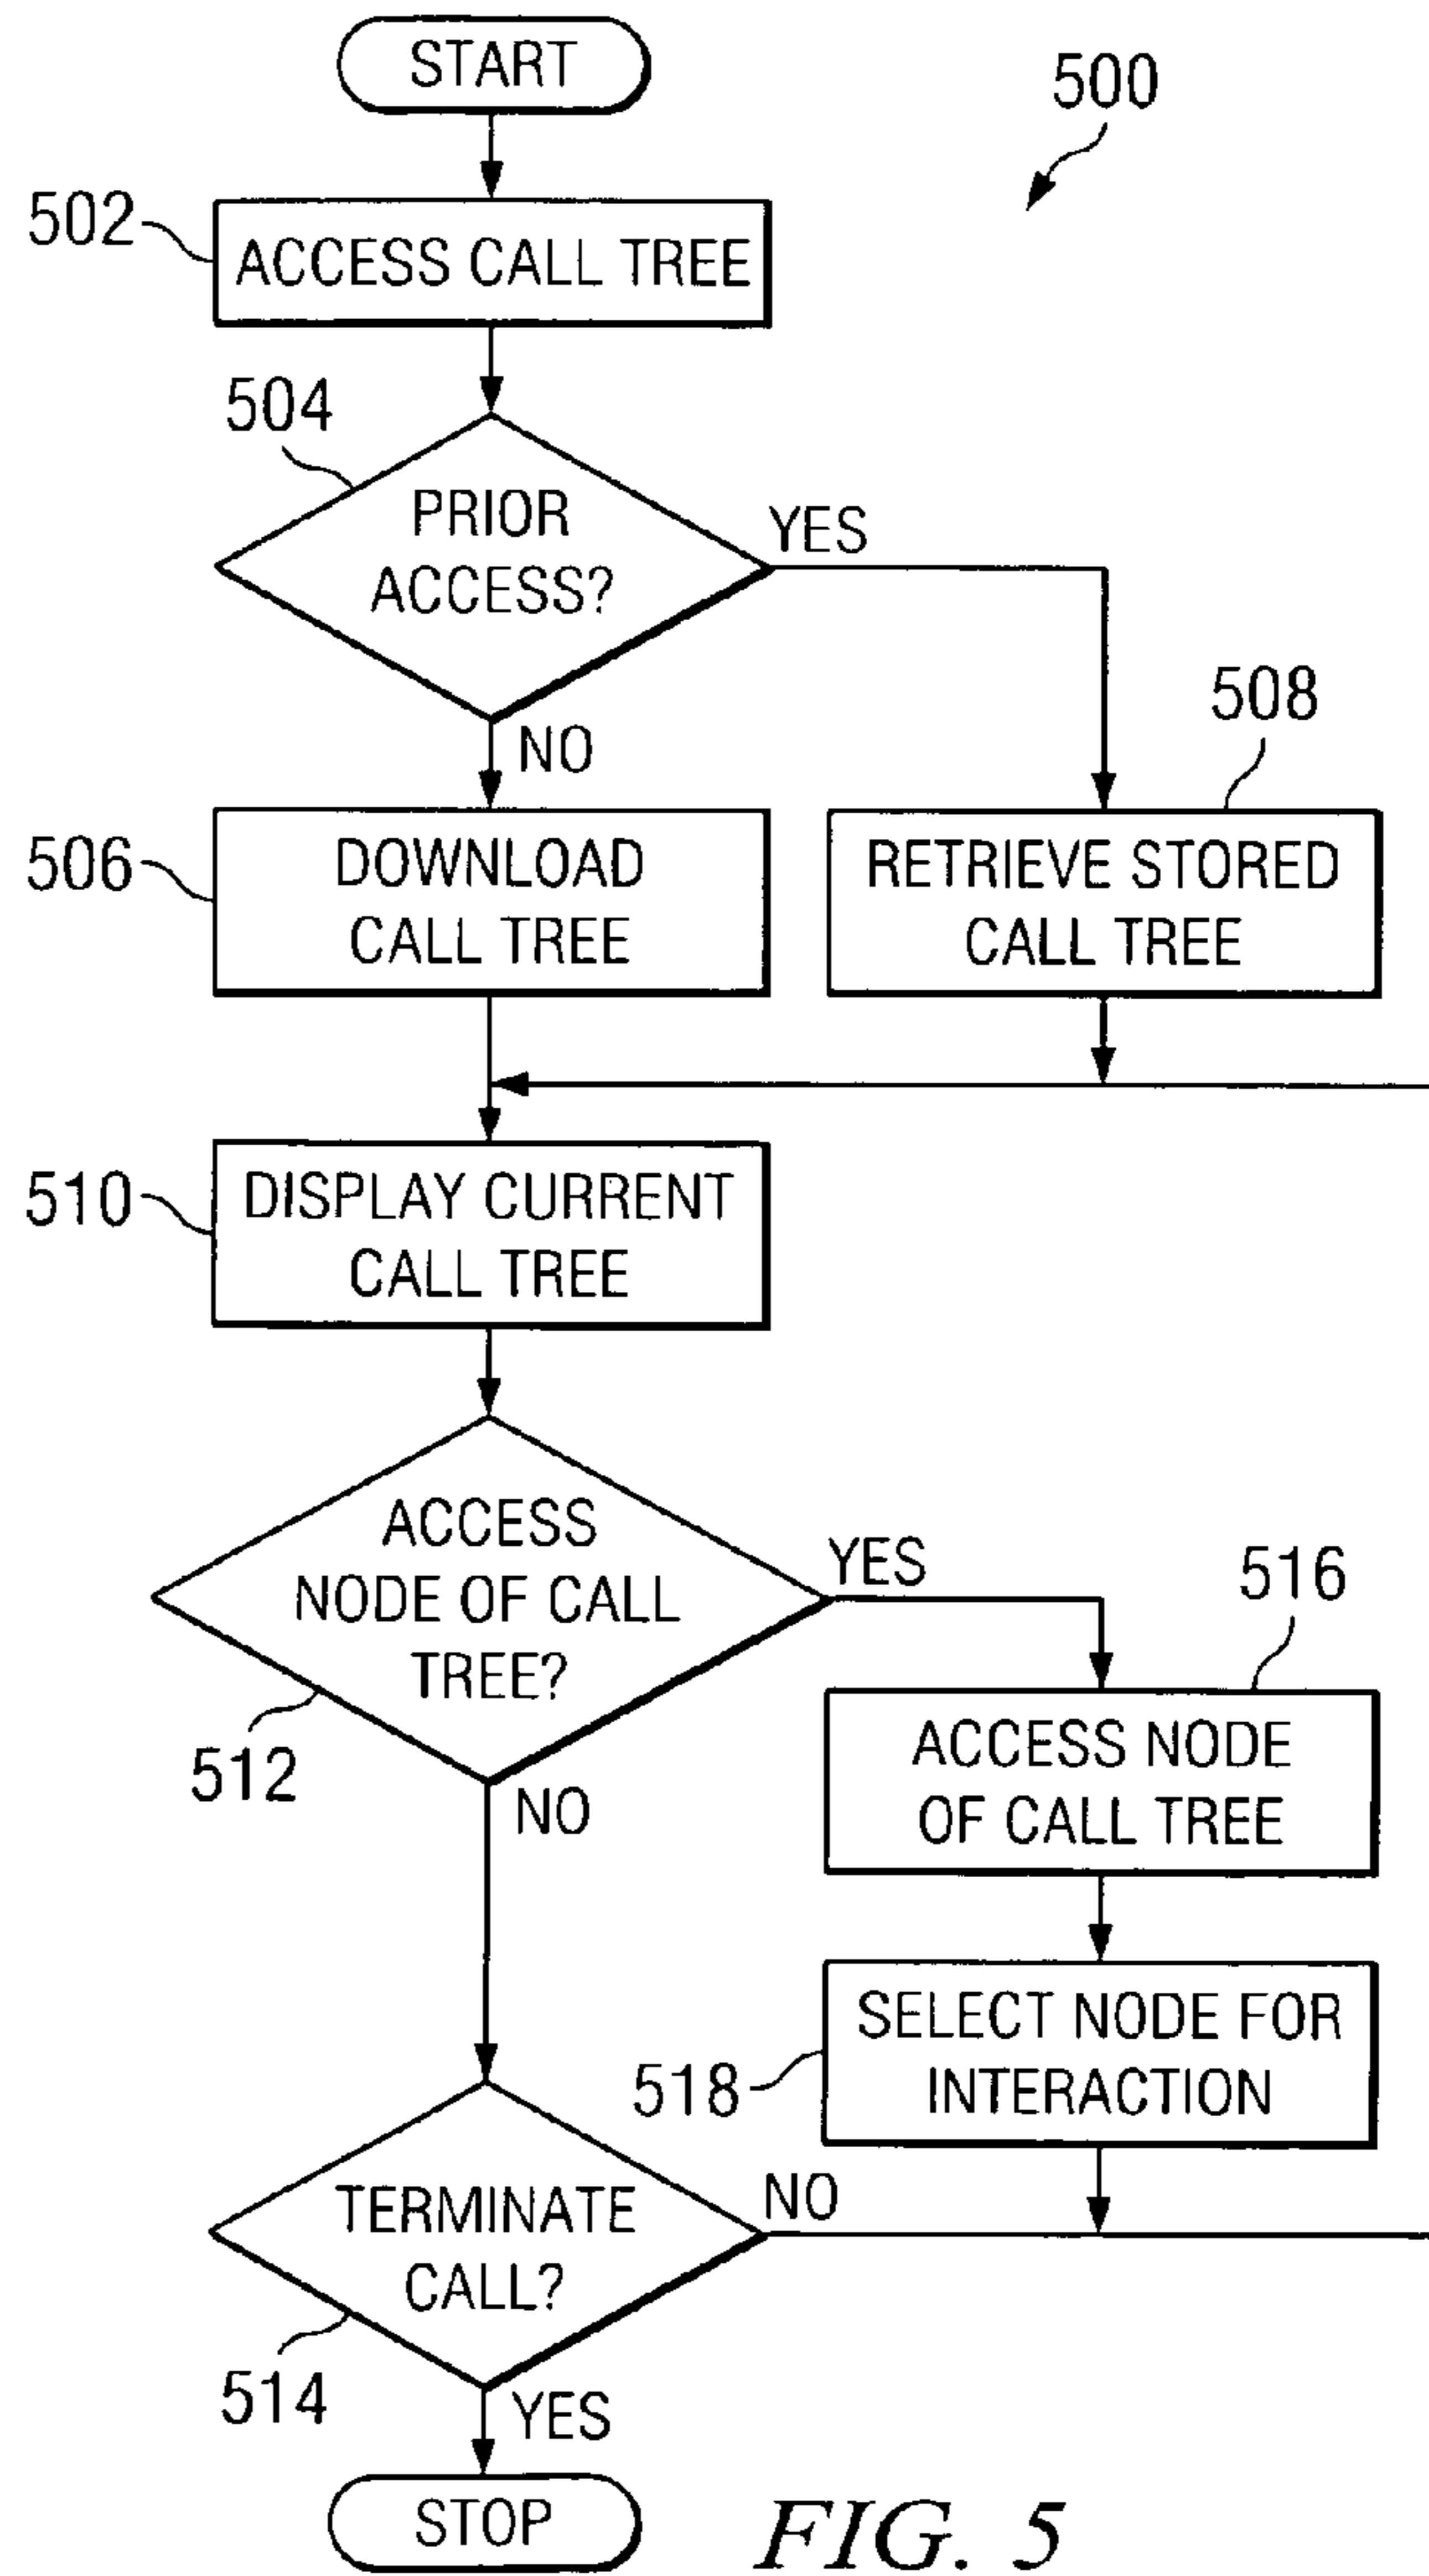 START
500
502
ACCESS CALL TREE
504
PRIOR
ACCESS?
YES
NO
508
506
DOWNLOAD
CALL TREE
RETRIEVE STORED
CALL TREE
510
DISPLAY CURRENT
CALL TREE
ACCESS
NODE OF CALL
TREE?
YES
516
512
NO
ACCESS NODE
OF CALL TREE
SELECT NODE FOR
INTERACTION
518
TERMINATE
CALL?
NO
514
YES
STOP
FIG. 5